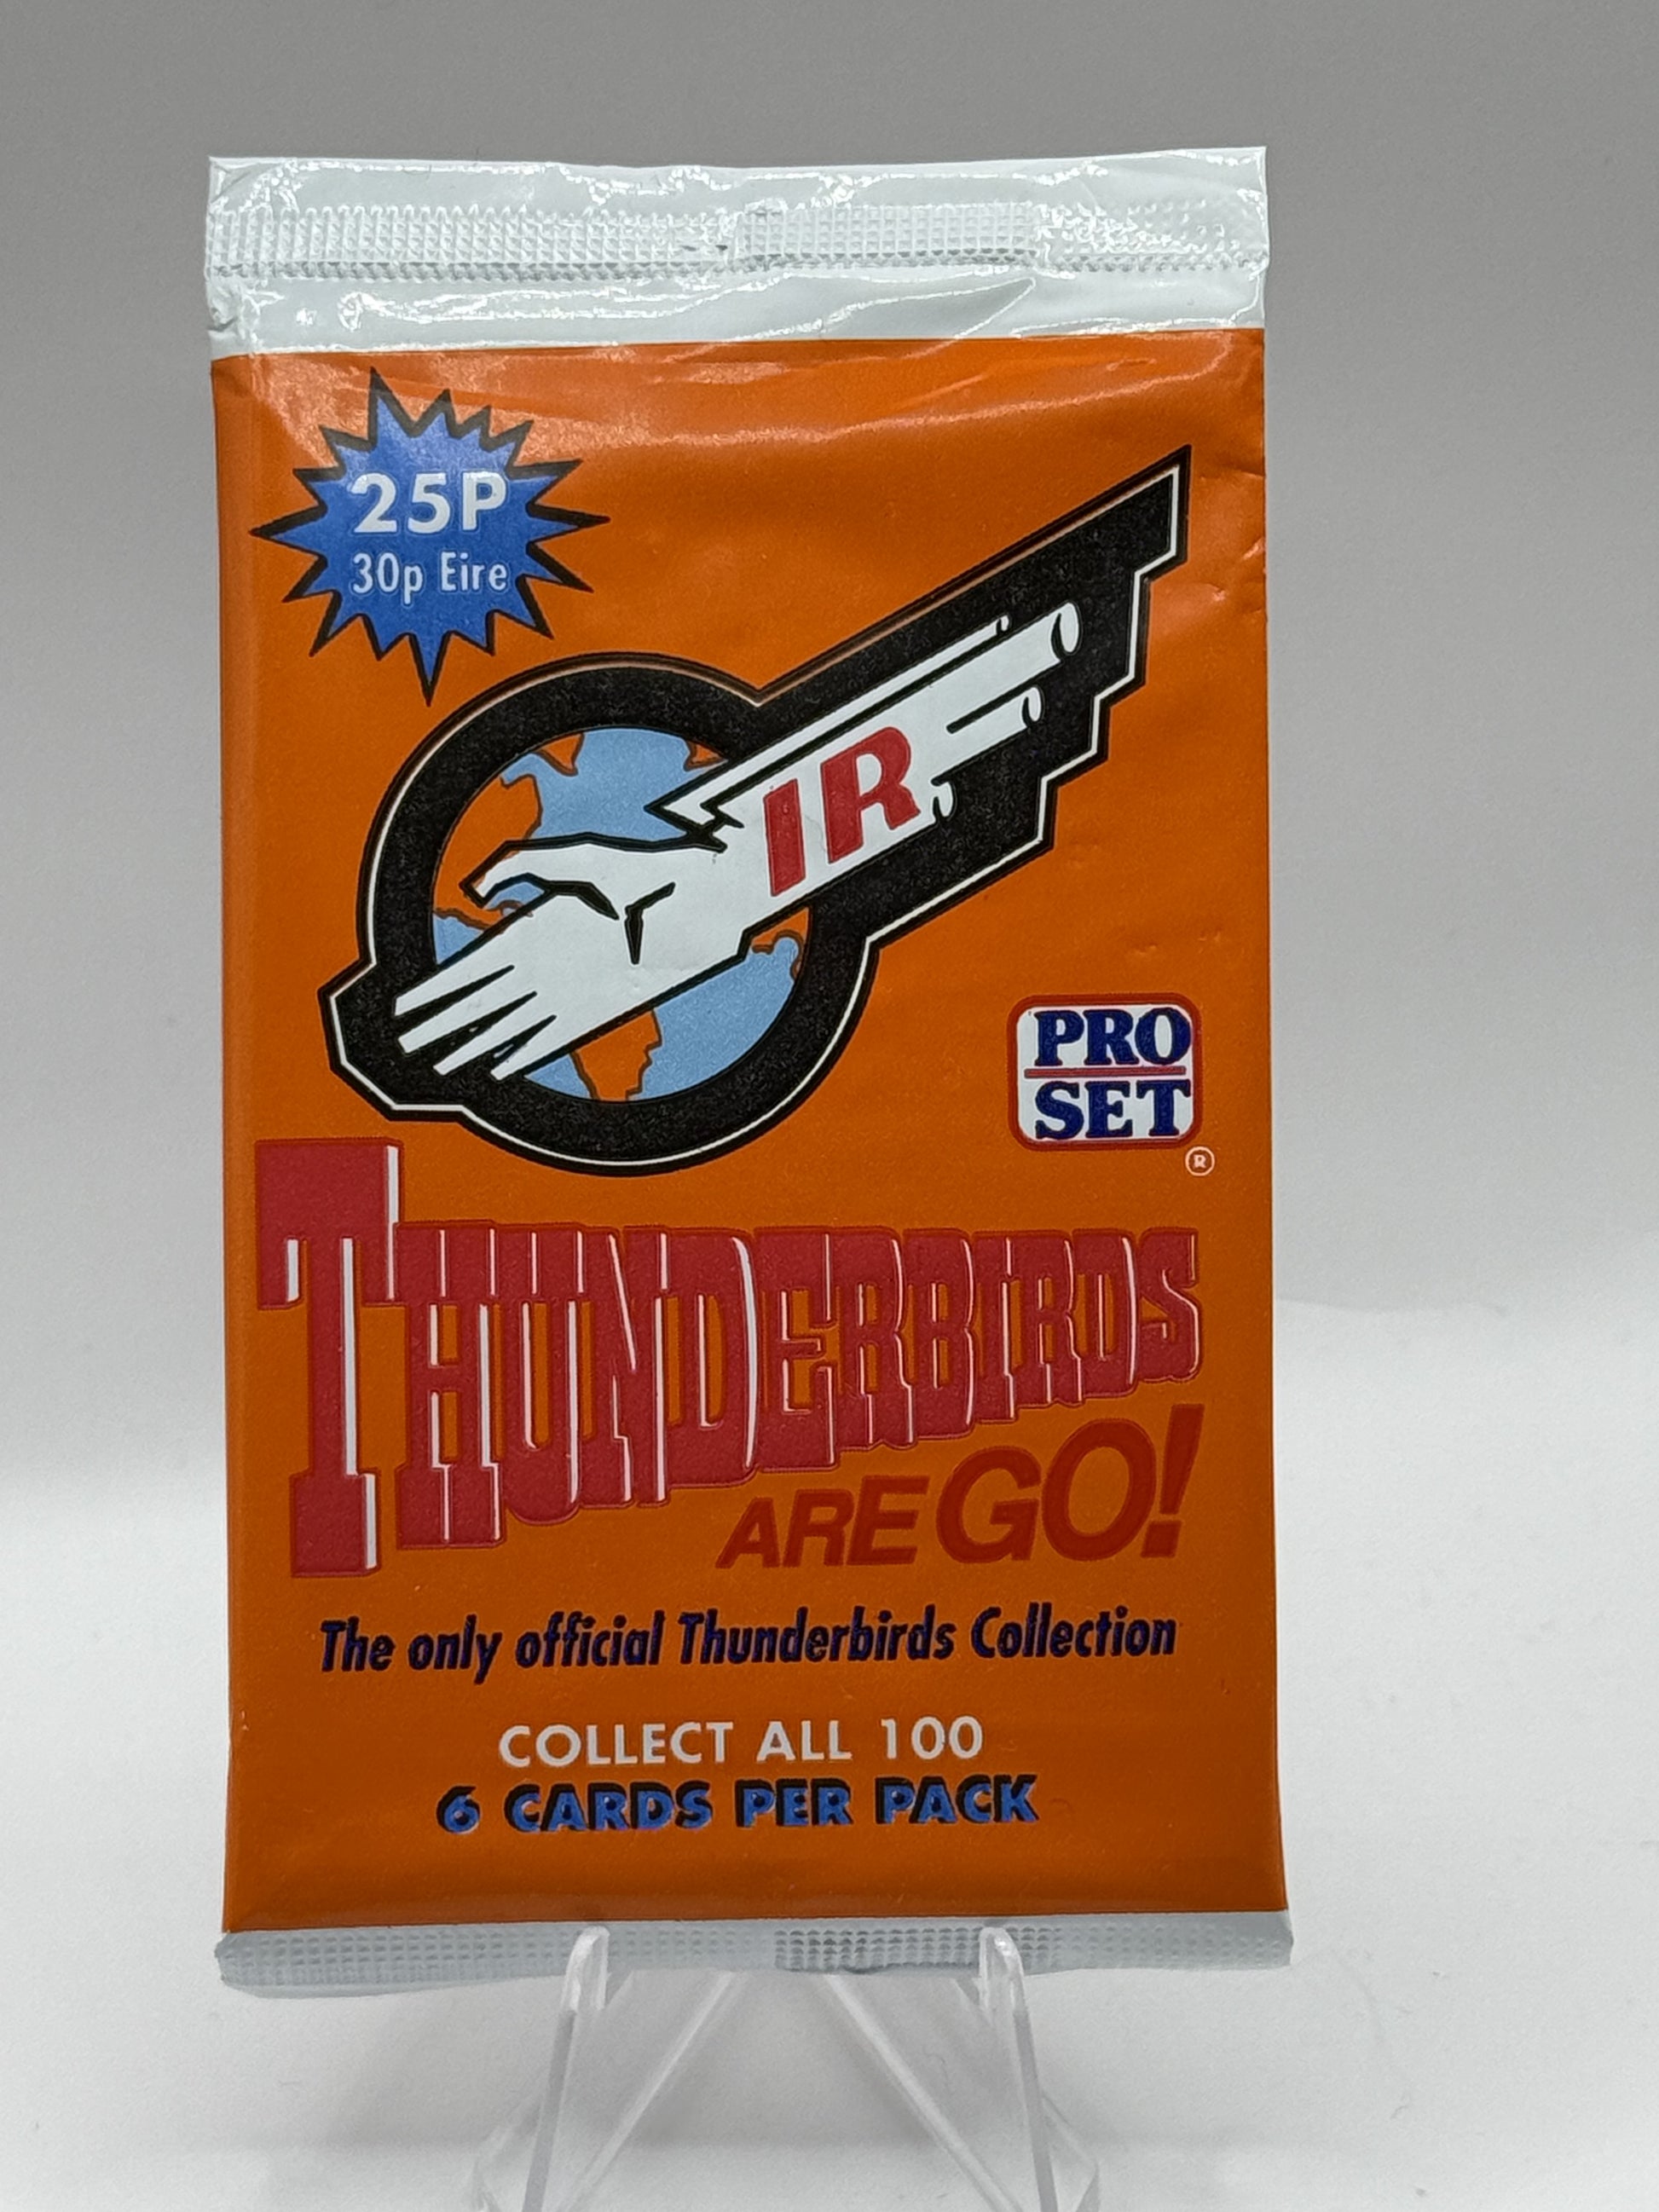 25P
30p Eire
IR
PRO
SET
®
THUNDERBIRDS
ARE GO!
The only official Thunderbirds Collection
COLLECT ALL 100
6 CARDS PER PACK